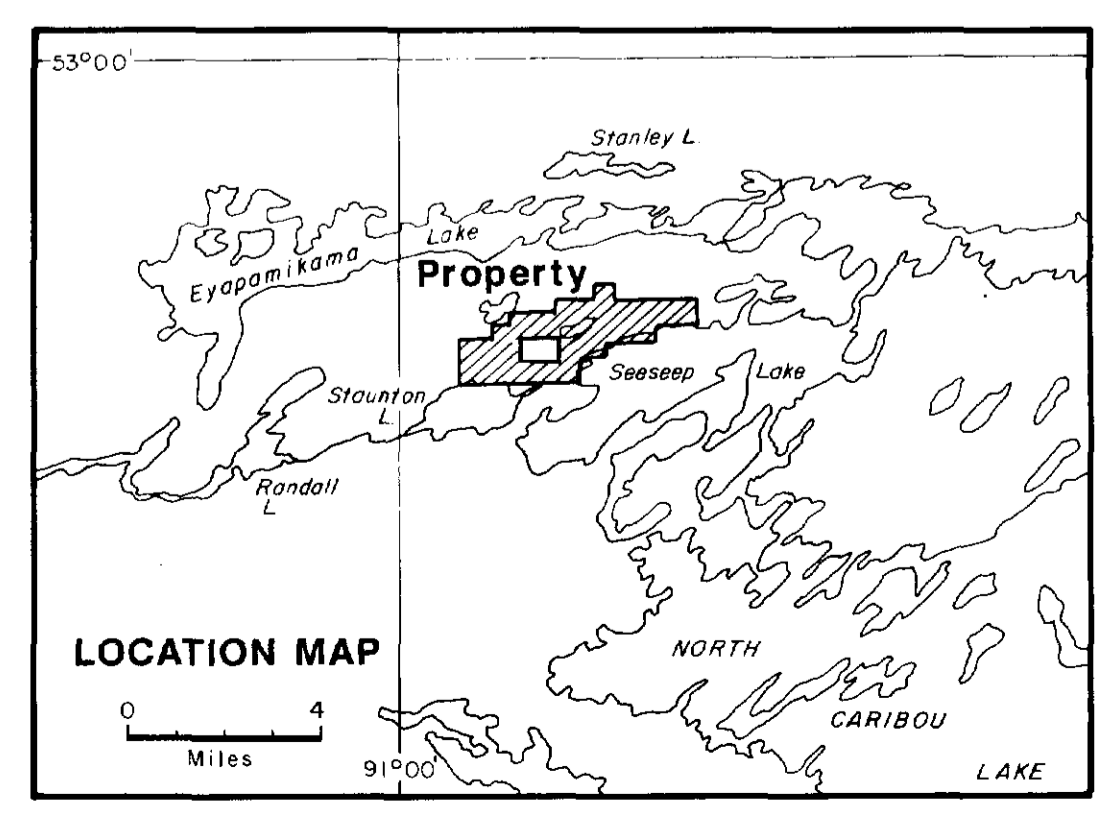 53°00'
Stanley L.
Lake
Eyapamikama
Property
Seeseep
Lake
Staunton
L.
Randall
L
LOCATION MAP
NORTH
0 4
CARIBOU
Miles
91°00'
LAKE